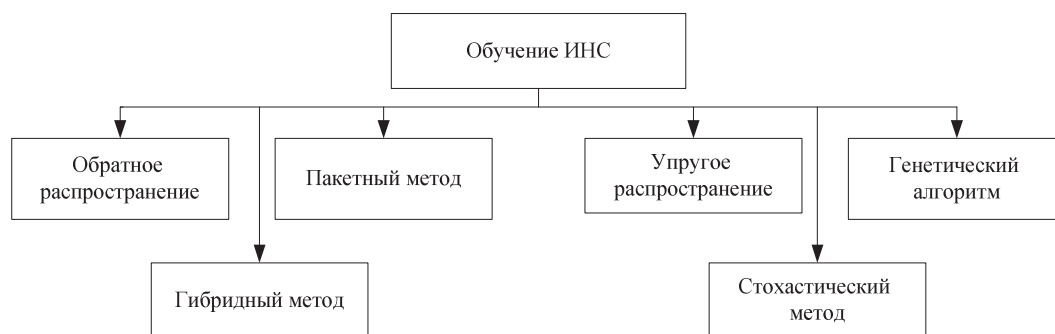 Обучение ИНС
Обратное
распространение
Пакетный метод
Упругое
распространение
Генетический
алгоритм
Гибридный метод
Стохастический
метод